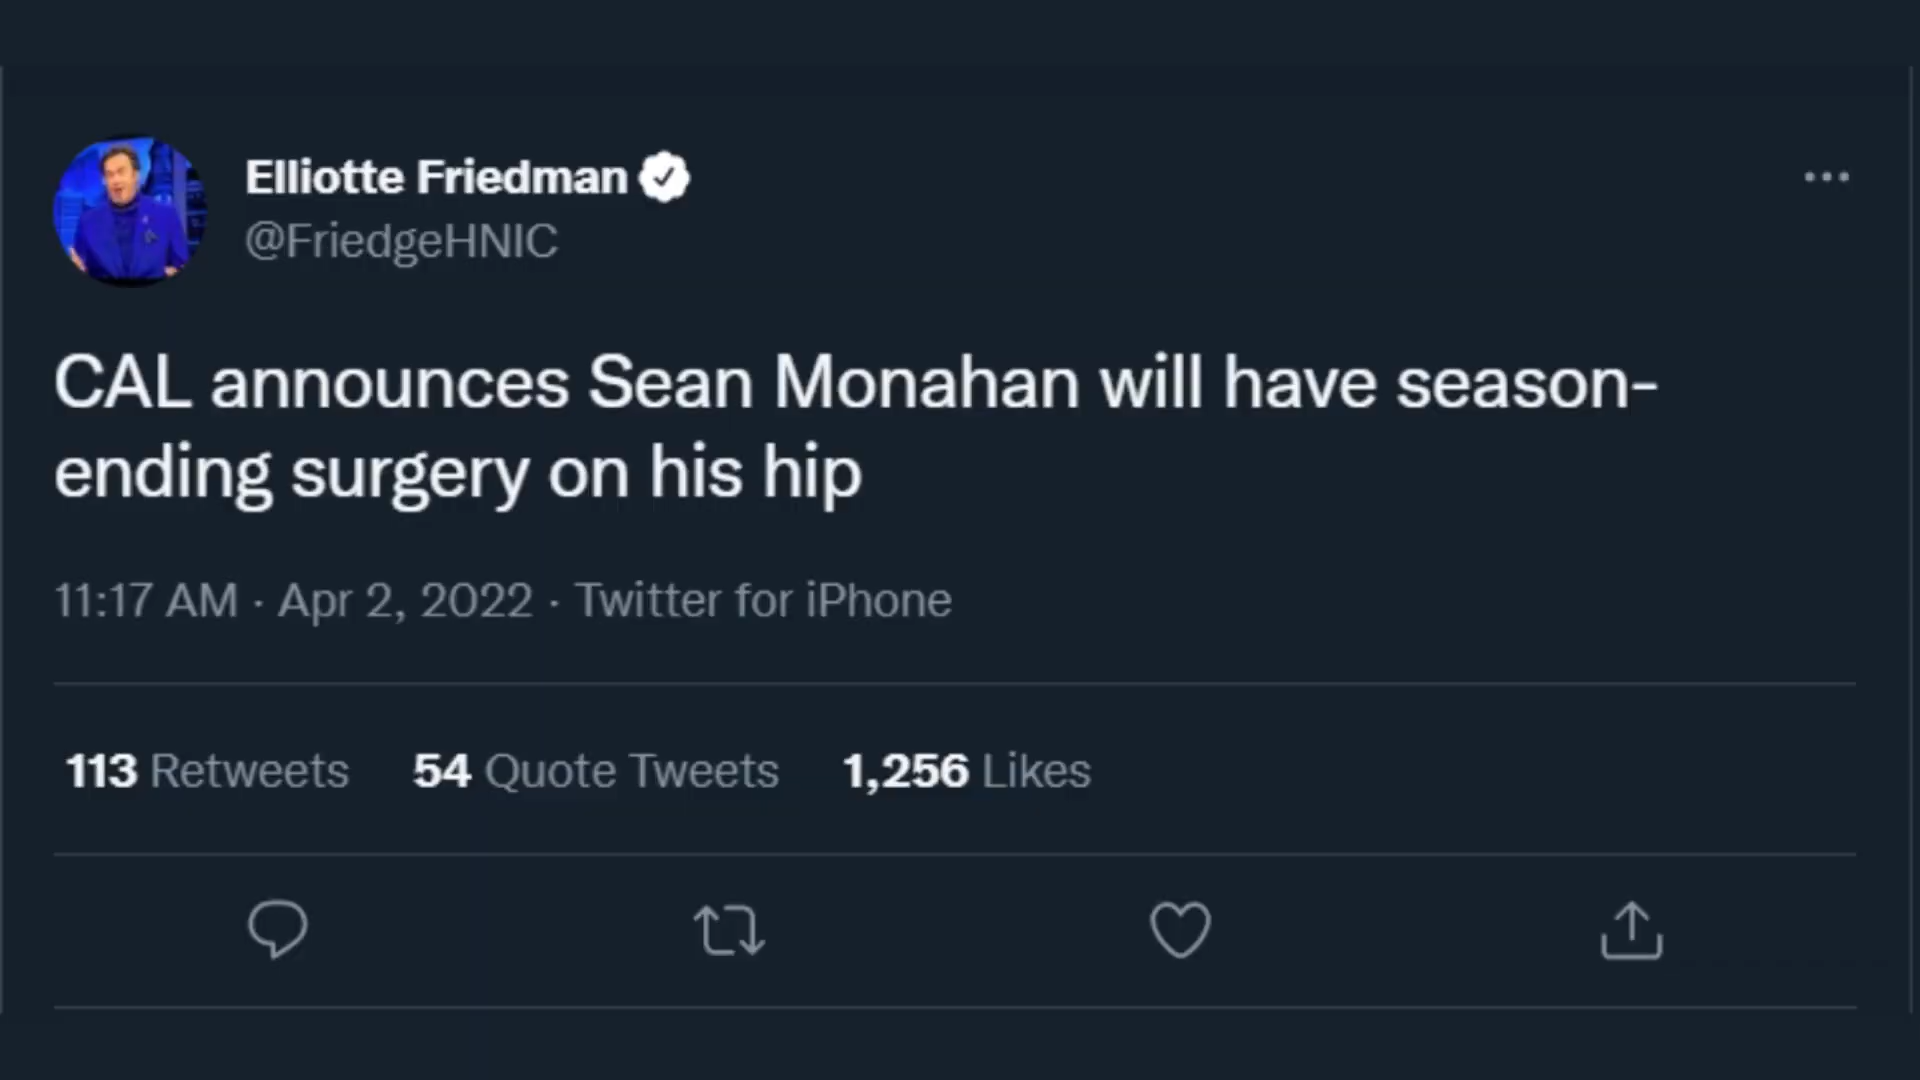 Elliotte Friedman
@FriedgeHNIC
CAL announces Sean Monahan will have season-
ending surgery on his hip
11:17 AM · Apr 2, 2022 · Twitter for iPhone
113 Retweets 54 Quote Tweets 1,256 Likes